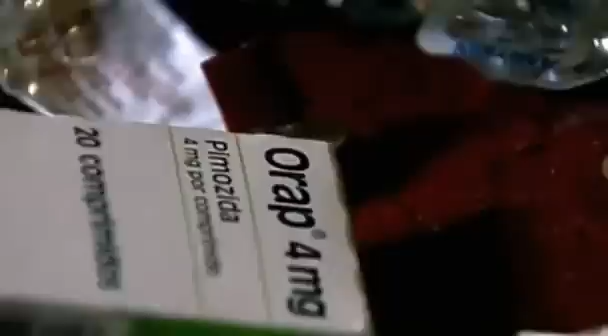 Orap® 4 mg
Pimozida
4 mg por comprimido
20 comprimidos